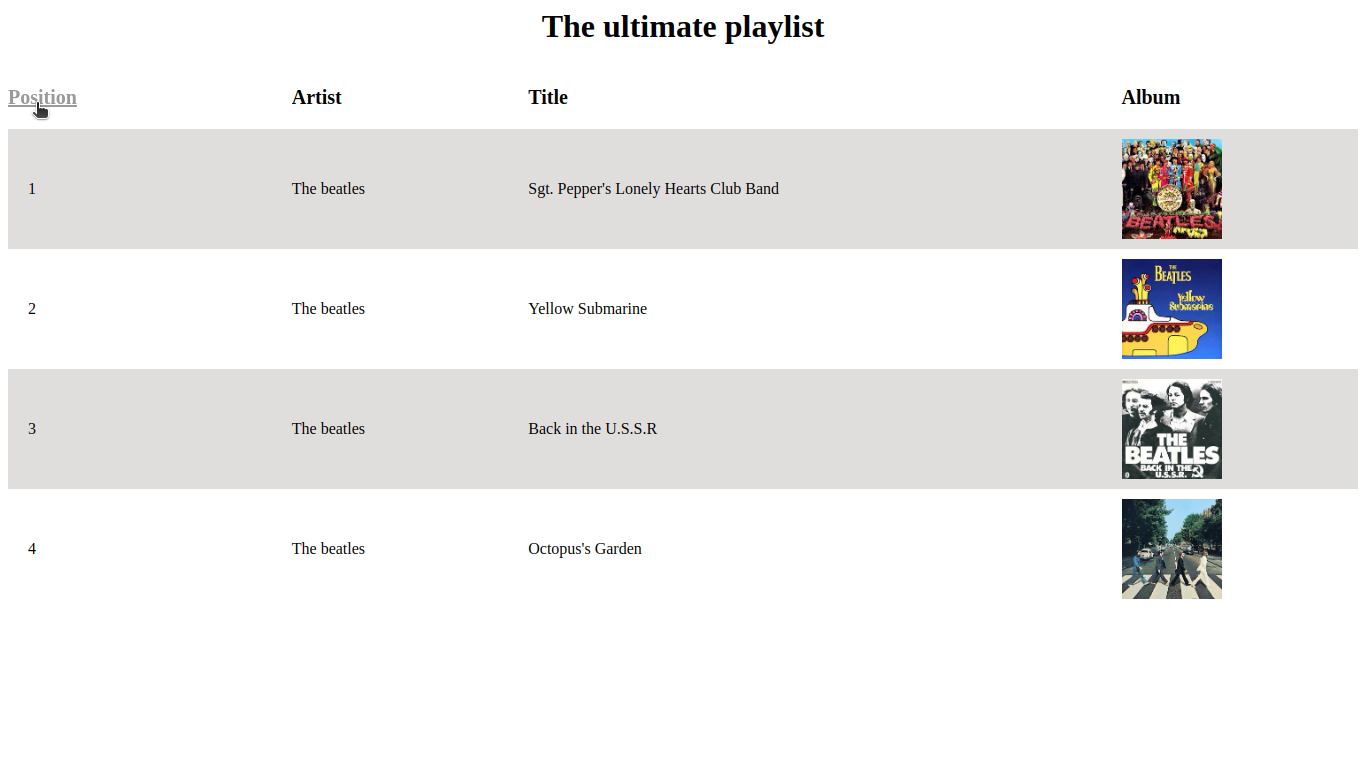 The ultimate playlist
Position Artist Title Album
1 The beatles Sgt. Pepper's Lonely Hearts Club Band
BEATLES
2 The beatles Yellow Submarine
THE
BEATLES
Yellow
Submarine
3 The beatles Back in the U.S.S.R
THE
BEATLES
BACK IN THE
U.S.S.R.
4 The beatles Octopus's Garden